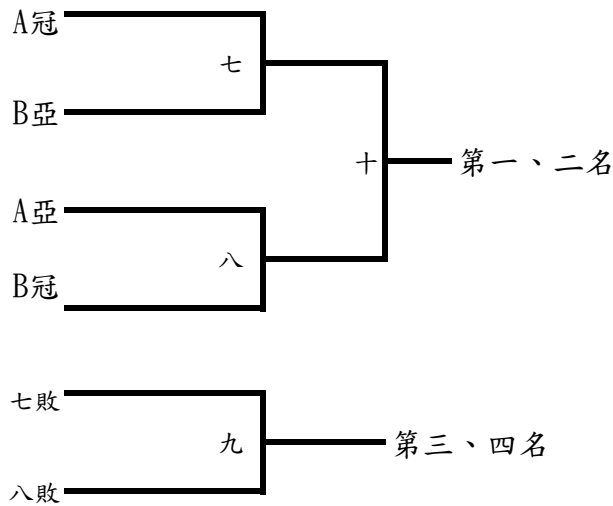 A冠
七
B亞
十
第一、二名
A亞
八
B冠
七敗
九
第三、四名
八敗